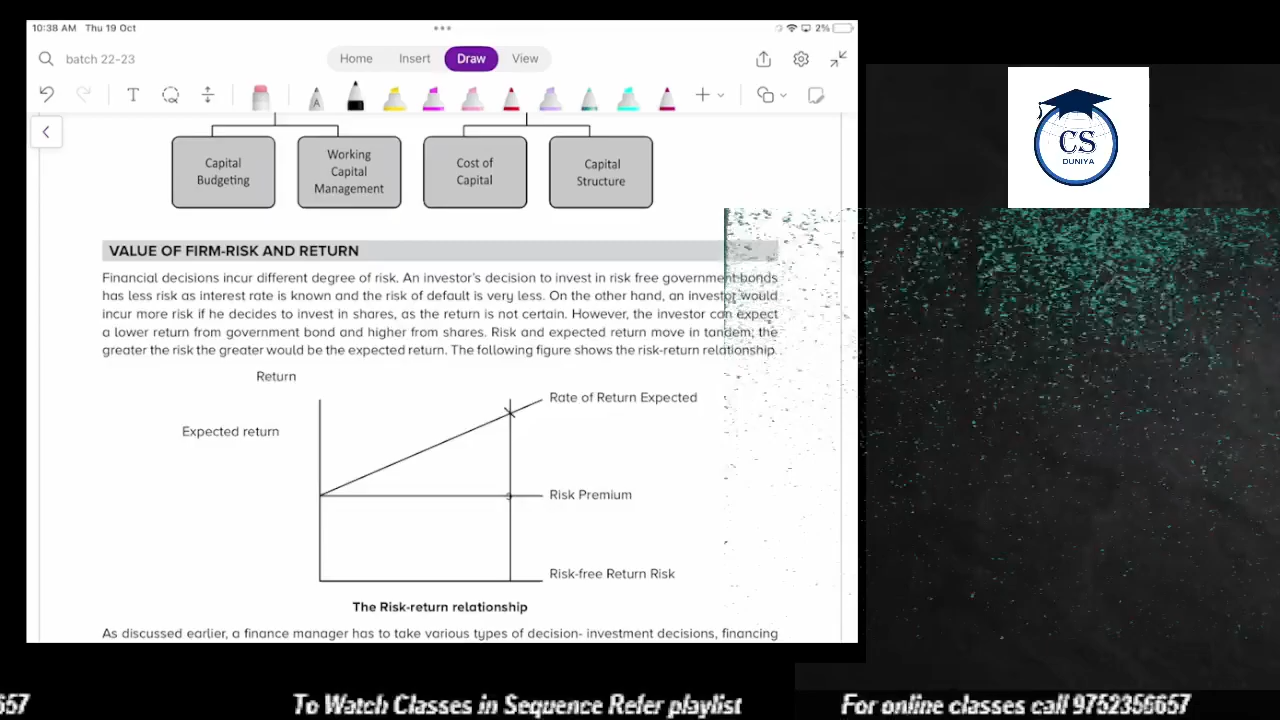 10:38 AM Thu 19 Oct
2%
batch 22-23
Home Insert Draw View
T
A
Capital
Budgeting
Working
Capital
Management
Cost of
Capital
Capital
Structure
VALUE OF FIRM-RISK AND RETURN
Financial decisions incur different degree of risk. An investor's decision to invest in risk free government bonds
has less risk as interest rate is known and the risk of default is very less. On the other hand, an investor would
incur more risk if he decides to invest in shares, as the return is not certain. However, the investor can expect
a lower return from government bond and higher from shares. Risk and expected return move in tandem; the
greater the risk the greater would be the expected return. The following figure shows the risk-return relationship.
Return
Rate of Return Expected
Expected return
Risk Premium
Risk-free Return Risk
The Risk-return relationship
As discussed earlier, a finance manager has to take various types of decision- investment decisions, financing
CS
DUNIYA
657
To Watch Classes in Sequence Refer playlist
For online classes call 9752356657